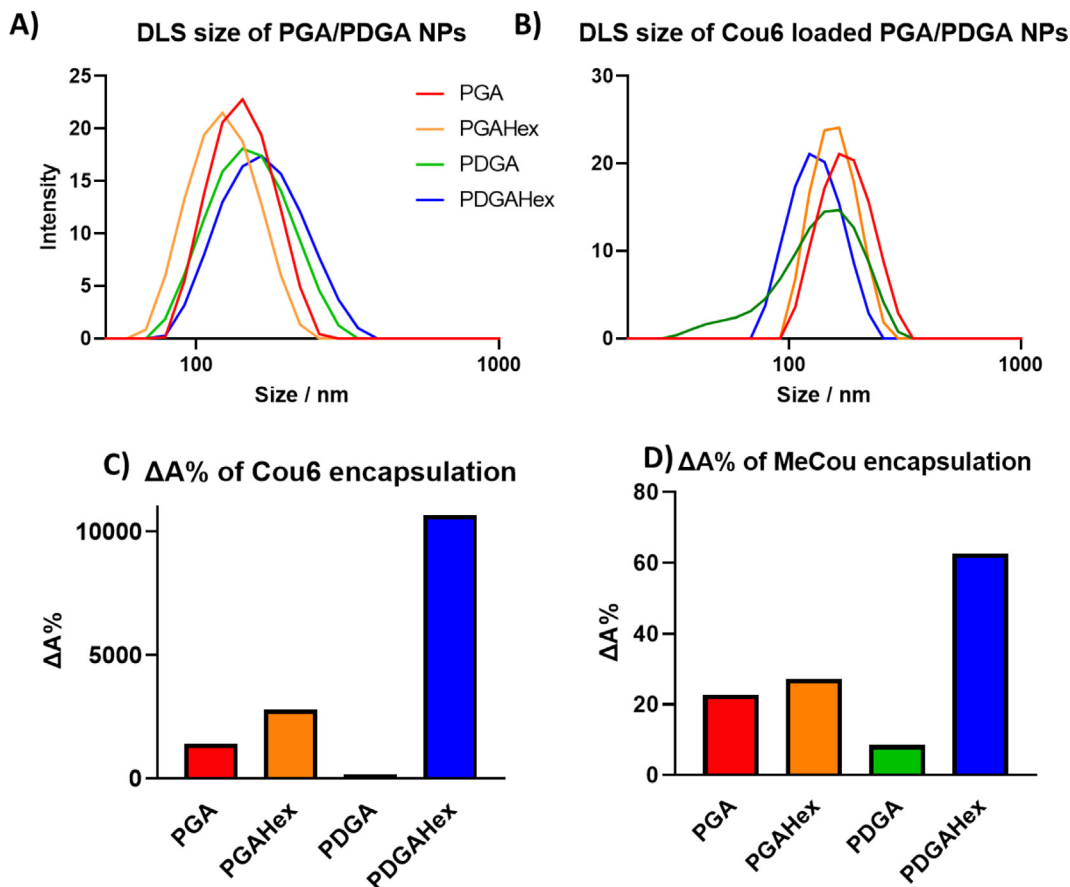 A)
DLS size of PGA/PDGA NPs
25
20
15
10
5
0
Intensity
100
1000
Size / nm
PGA
PGAHex
PDGA
PDGAHex
B)
DLS size of Cou6 loaded PGA/PDGA NPs
30
20
10
0
100
1000
Size / nm
C)
ΔA% of Cou6 encapsulation
10000
5000
0
ΔA%
PGA
PGAHex
PDGA
PDGAHex
D)
ΔA% of MeCou encapsulation
80
60
40
20
0
ΔA%
PGA
PGAHex
PDGA
PDGAHex